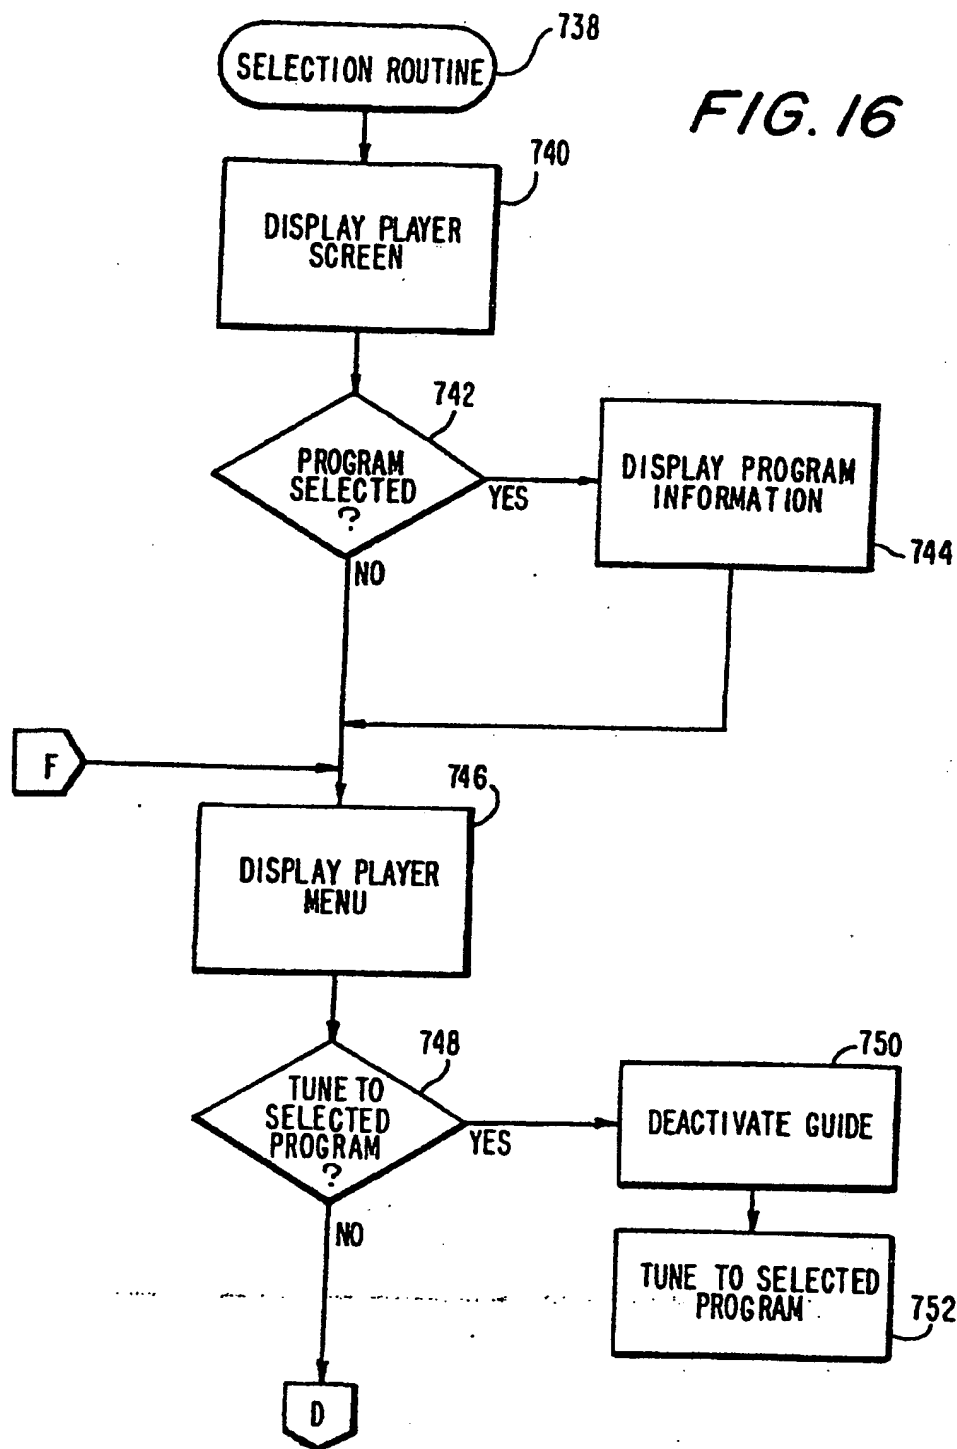 738
SELECTION ROUTINE
FIG. 16
740
DISPLAY PLAYER
SCREEN
742
PROGRAM
SELECTED
?
YES
NO
DISPLAY PROGRAM
INFORMATION
744
F
746
DISPLAY PLAYER
MENU
748
TUNE TO
SELECTED
PROGRAM
?
YES
NO
750
DEACTIVATE GUIDE
TUNE TO SELECTED
PROGRAM
752
D